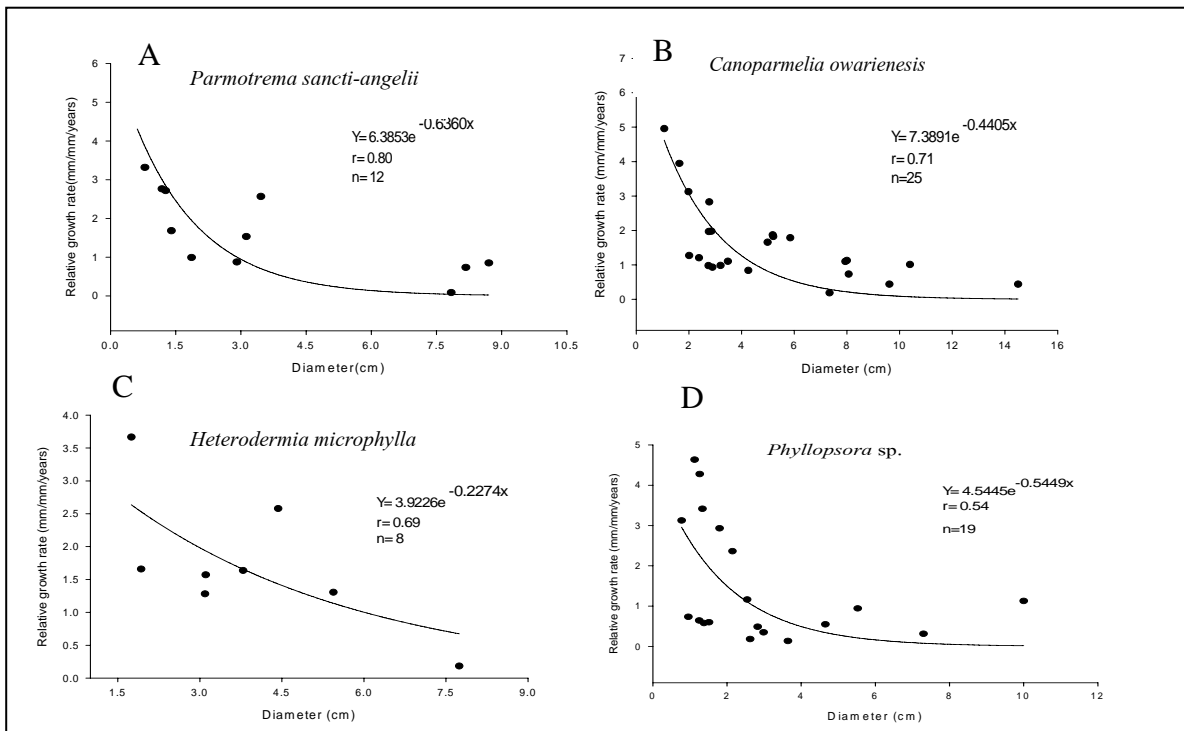 A
Parmotrema sancti-angelii
Y= 6.3853e -0.6360x
r= 0.80
n= 12
Relative growth rate(mm/mm/years)
6
5
4
3
2
1
0
0.0 1.5 3.0 4.5 6.0 7.5 9.0 10.5
Diameter(cm)
B
Canoparmelia owarienesis
Y= 7.3891e -0.4405x
r= 0.71
n=25
Relative growth rate (mm/mm/years)
7
6
5
4
3
2
1
0
0 2 4 6 8 10 12 14 16
Diameter (cm)
C
Heterodermia microphylla
Y= 3.9226e -0.2274x
r= 0.69
n= 8
Relative growth rate (mm/mm/years)
4.0
3.5
3.0
2.5
2.0
1.5
1.0
0.5
0.0
1.5 3.0 4.5 6.0 7.5 9.0
Diameter (cm)
D
Phyllopsora sp.
Y= 4.5445e -0.5449x
r= 0.54
n=19
Relative growth rate (mm/mm/years)
5
4
3
2
1
0
0 2 4 6 8 10 12
Diameter (cm)